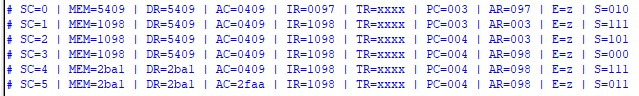 # SC=0 | MEM=5409 | DR=5409 | AC=0409 | IR=0097 | TR=xxxx | PC=003 | AR=097 | E=z | S=010
# SC=1 | MEM=1098 | DR=5409 | AC=0409 | IR=0097 | TR=xxxx | PC=003 | AR=003 | E=z | S=111
# SC=2 | MEM=1098 | DR=5409 | AC=0409 | IR=1098 | TR=xxxx | PC=004 | AR=003 | E=z | S=101
# SC=3 | MEM=1098 | DR=5409 | AC=0409 | IR=1098 | TR=xxxx | PC=004 | AR=098 | E=z | S=000
# SC=4 | MEM=2ba1 | DR=2ba1 | AC=0409 | IR=1098 | TR=xxxx | PC=004 | AR=098 | E=z | S=111
# SC=5 | MEM=2ba1 | DR=2ba1 | AC=2faa | IR=1098 | TR=xxxx | PC=004 | AR=098 | E=z | S=011